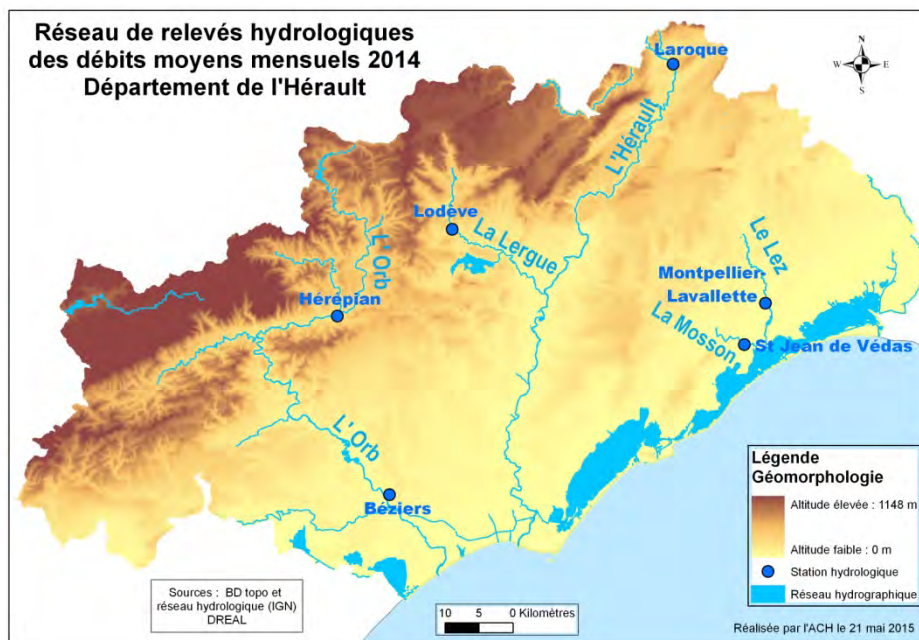 Réseau de relevés hydrologiques
des débits moyens mensuels 2014
Département de l'Hérault
Laroque
N
W E
S
L'Hérault
Lodève
La Lergue
L' Orb
Le Lez
Montpellier-
Lavallette
Hérépian
La Mosson
St Jean de Védas
L' Orb
Béziers
Légende
Géomorphologie
Altitude élevée : 1148 m
Altitude faible : 0 m
Station hydrologique
Réseau hydrographique
Sources : BD topo et
réseau hydrologique (IGN)
DREAL
10 5 0 Kilomètres
Réalisée par l'ACH le 21 mai 2015